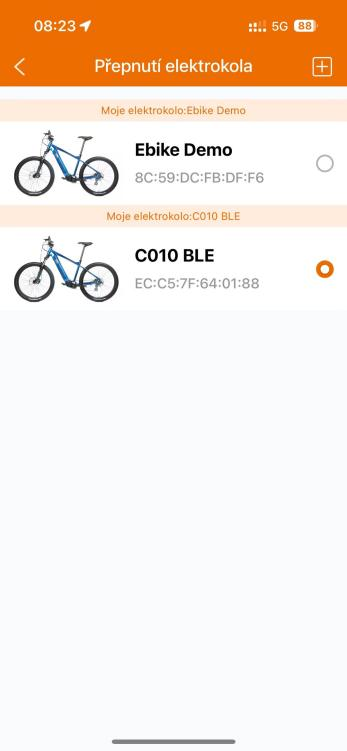 08:23
5G
88
Přepnutí elektrokola
Moje elektrokolo:Ebike Demo
Ebike Demo
8C:59:DC:FB:DF:F6
Moje elektrokolo:C010 BLE
C010 BLE
EC:C5:7F:64:01:88